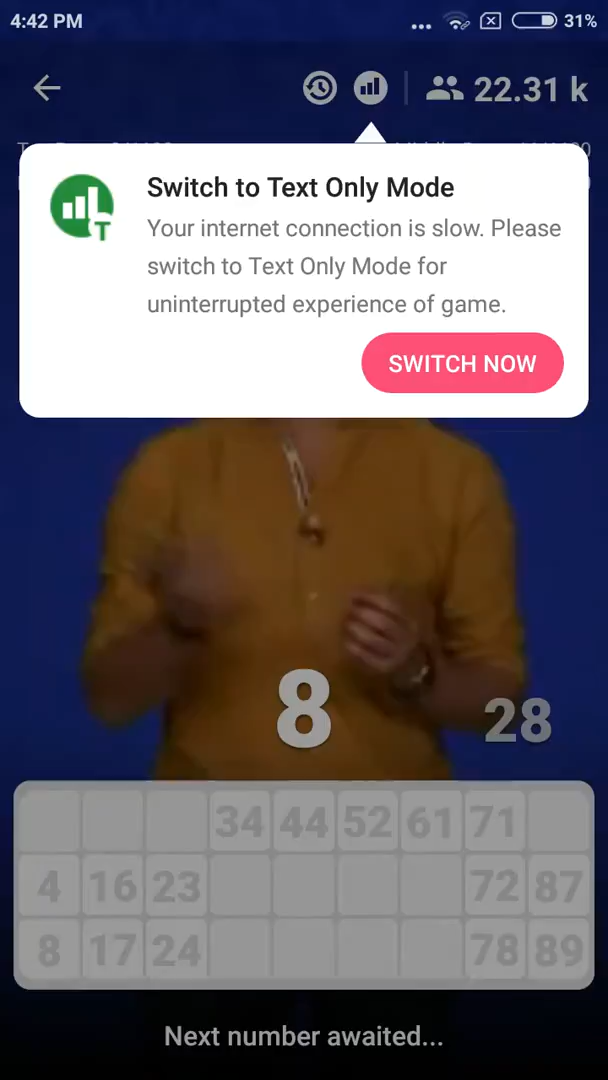 4:42 PM
31%
22.31 k
Switch to Text Only Mode
Your internet connection is slow. Please
switch to Text Only Mode for
uninterrupted experience of game.
SWITCH NOW
8 28
34 44 52 61 71
4 16 23 72 87
8 17 24 78 89
Next number awaited...